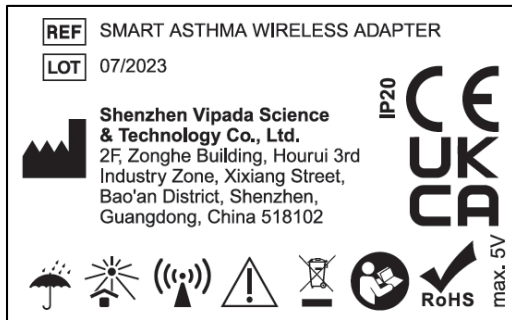 REF SMART ASTHMA WIRELESS ADAPTER
LOT 07/2023
Shenzhen Vipada Science
& Technology Co., Ltd.
2F, Zonghe Building, Hourui 3rd
Industry Zone, Xixiang Street,
Bao'an District, Shenzhen,
Guangdong, China 518102
IP20
CE
UK
CA
RoHS
max. 5V